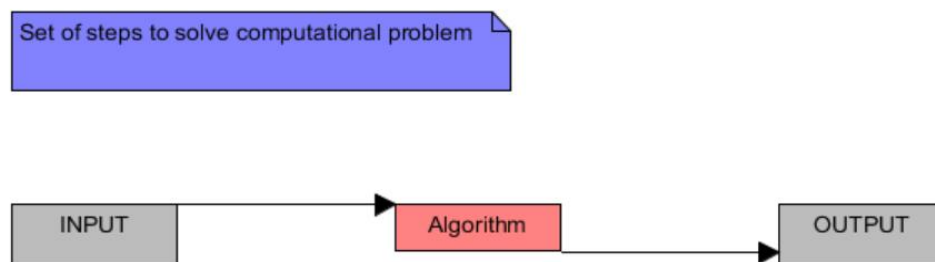 Set of steps to solve computational problem
INPUT
Algorithm
OUTPUT